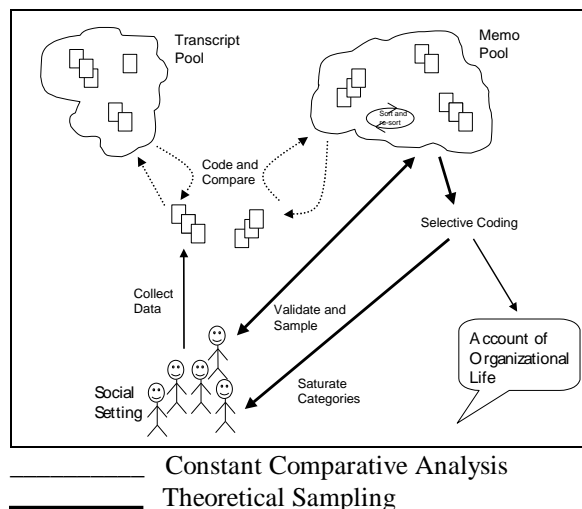 Transcript
Pool
Memo
Pool
Sort and
re-sort
Code and
Compare
Selective Coding
Collect
Data
Validate and
Sample
Account of
Organizational
Life
Social
Setting
Saturate
Categories
Constant Comparative Analysis
Theoretical Sampling